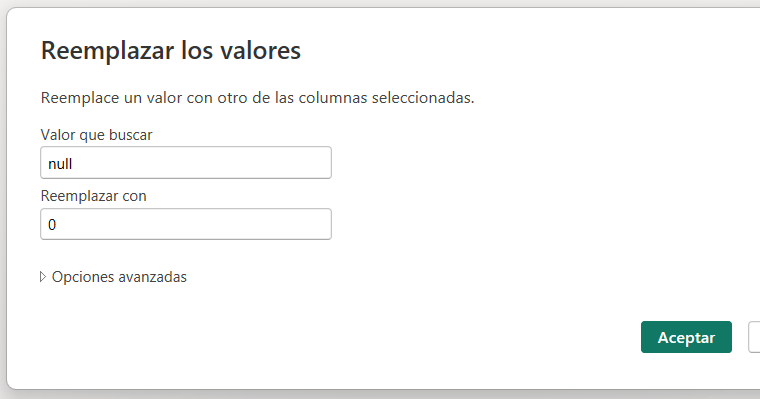 Reemplazar los valores
Reemplace un valor con otro de las columnas seleccionadas.
Valor que buscar
null
Reemplazar con
0
Opciones avanzadas
Aceptar